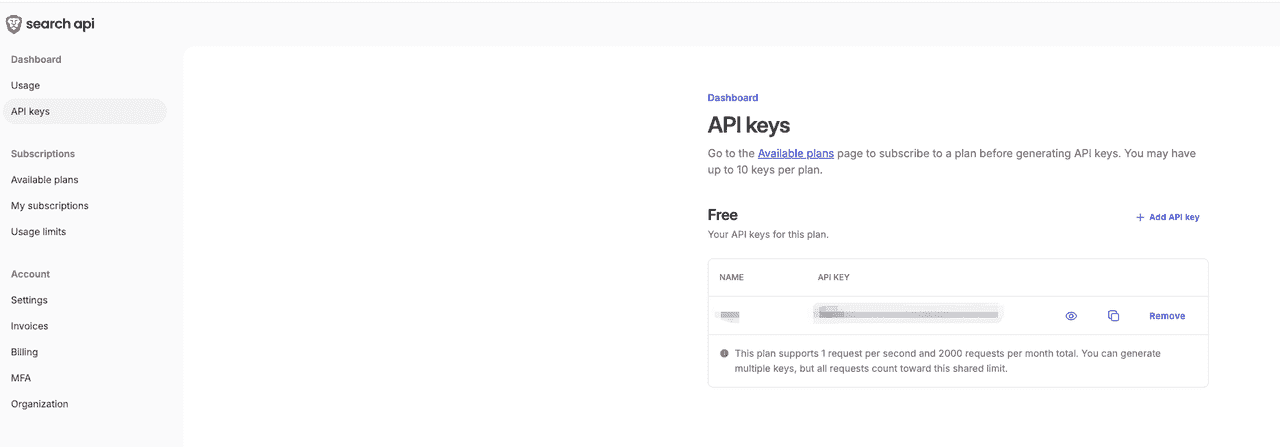 search api
Dashboard
Usage
API keys
Subscriptions
Available plans
My subscriptions
Usage limits
Account
Settings
Invoices
Billing
MFA
Organization
Dashboard
API keys
Go to the Available plans page to subscribe to a plan before generating API keys. You may have
up to 10 keys per plan.
Free
+ Add API key
Your API keys for this plan.
NAME API KEY
Remove
This plan supports 1 request per second and 2000 requests per month total. You can generate
multiple keys, but all requests count toward this shared limit.